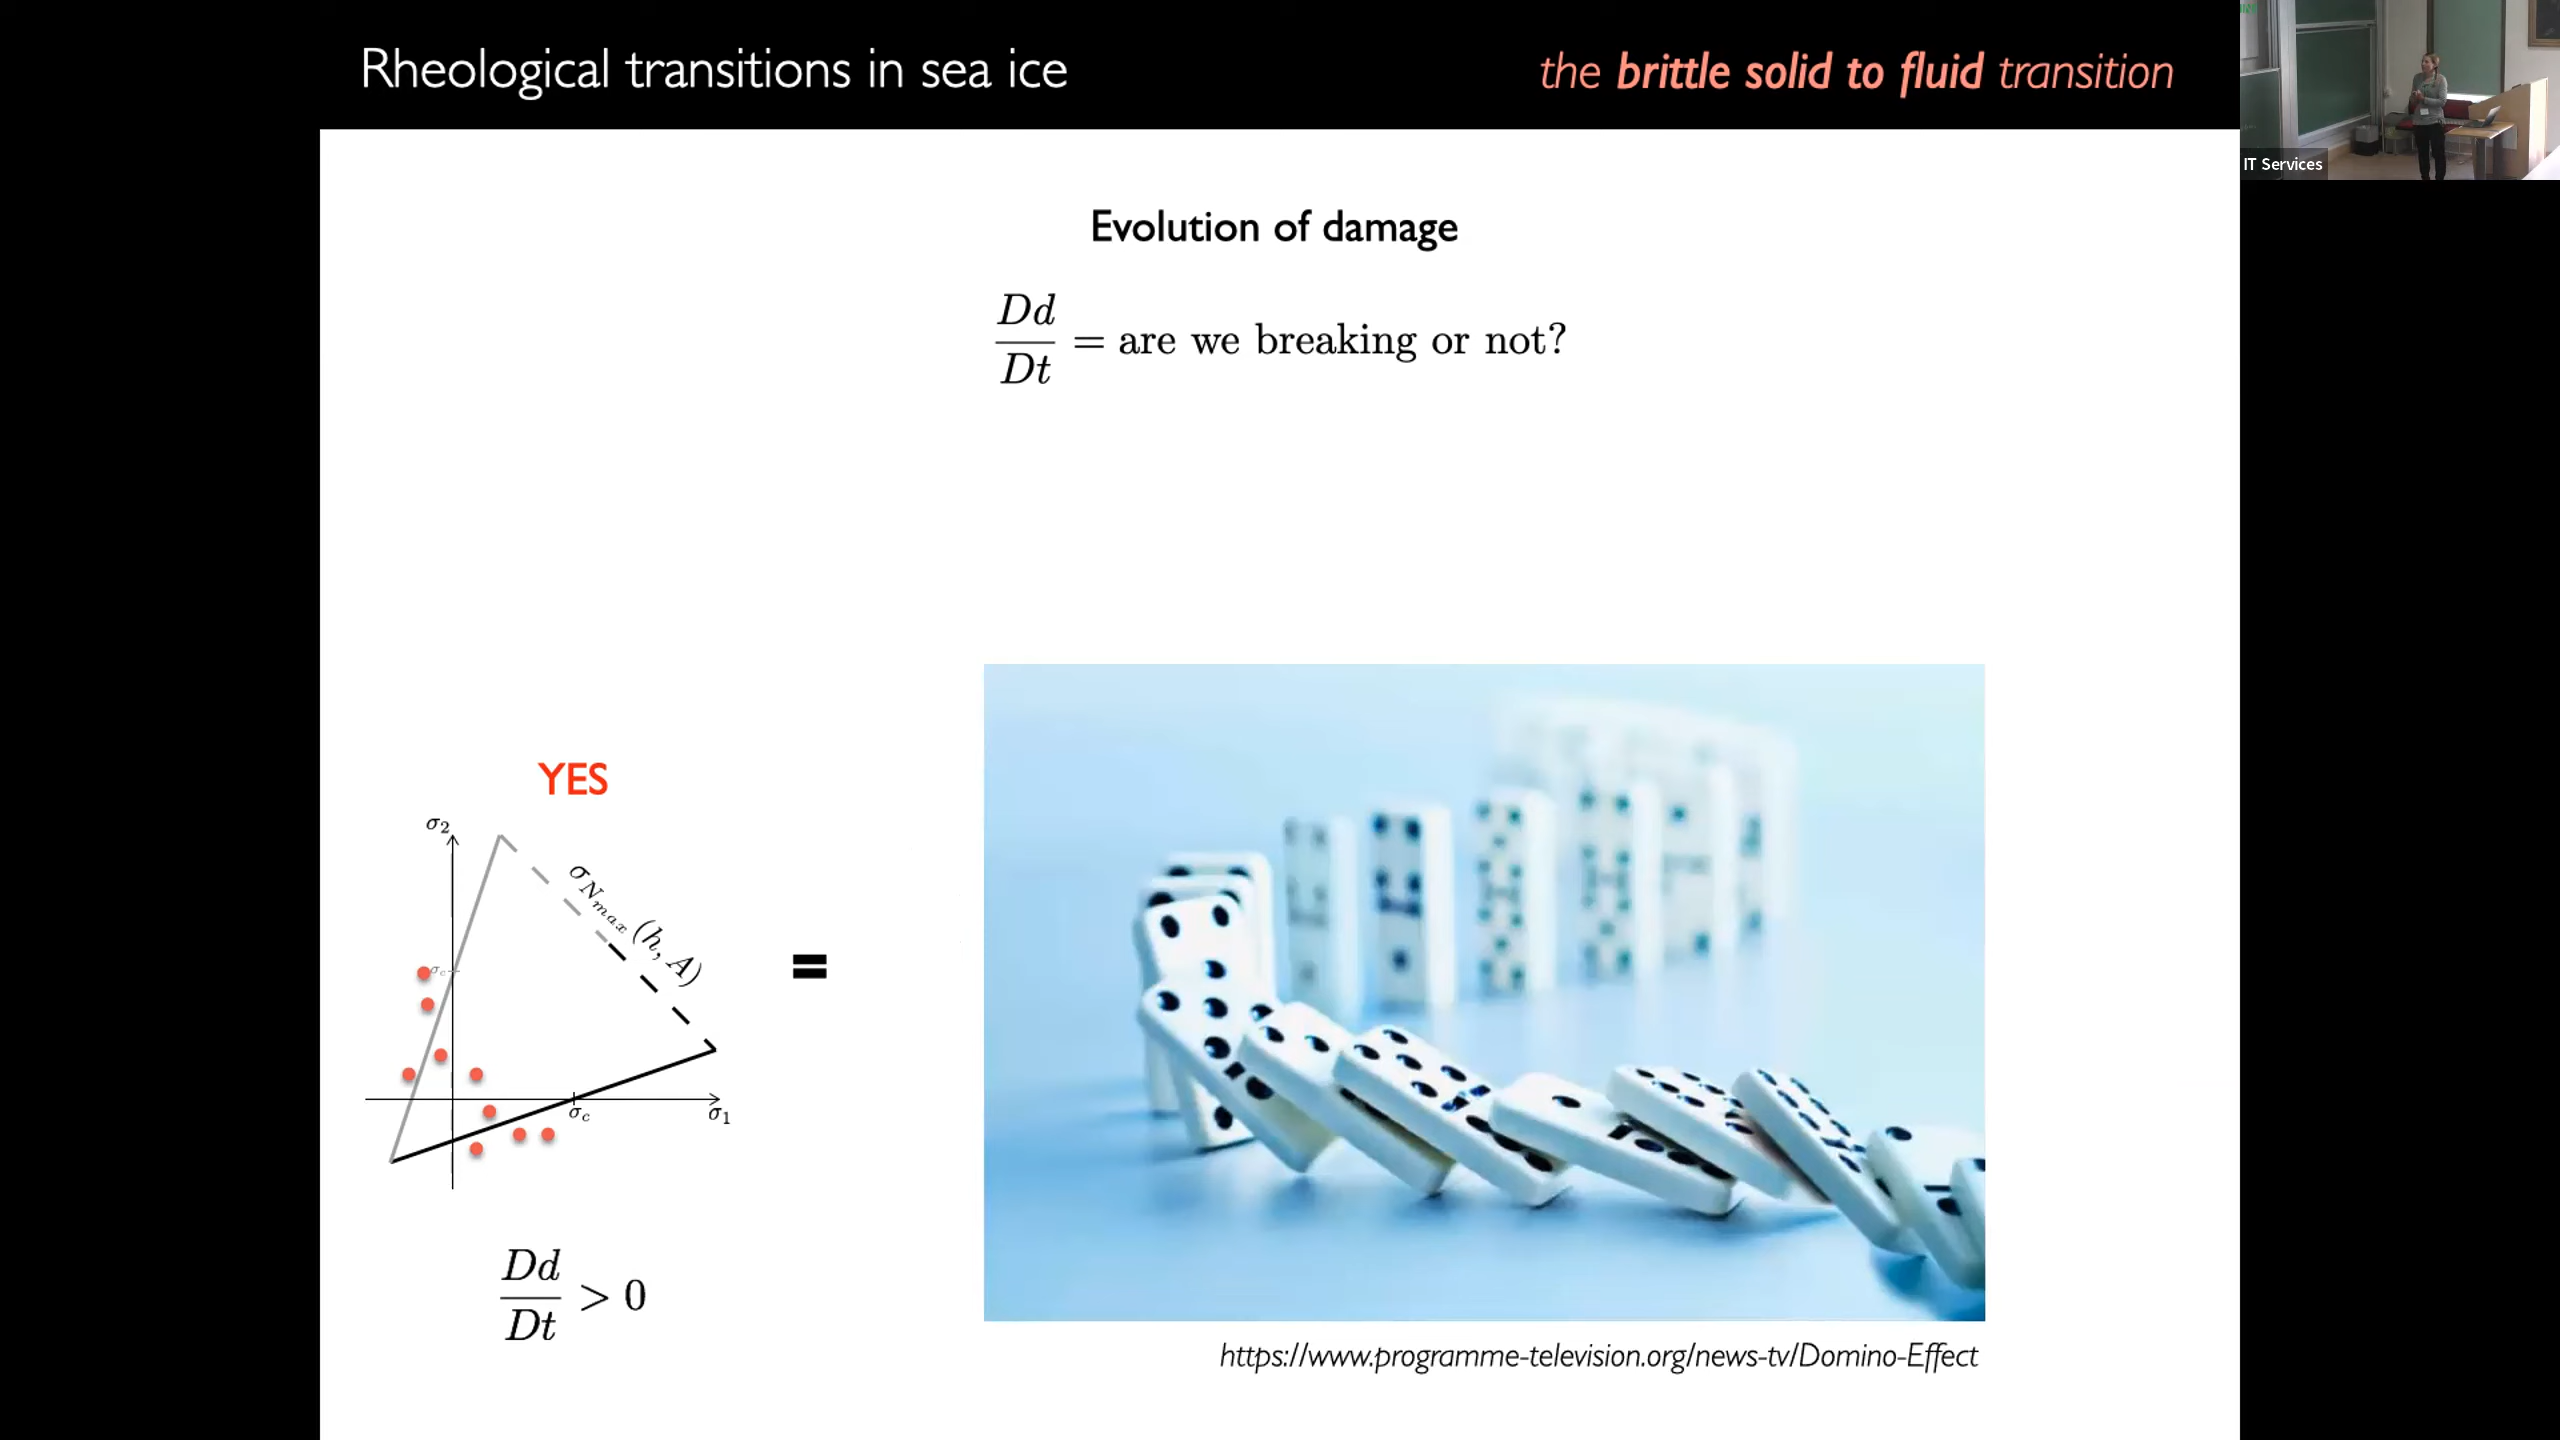 Rheological transitions in sea ice
the brittle solid to fluid transition
IT Services
Evolution of damage
Dd/Dt = are we breaking or not?
YES
σ2
σNmax(h, A)
σc
σc
σ1
=
Dd/Dt > 0
https://www.programme-television.org/news-tv/Domino-Effect